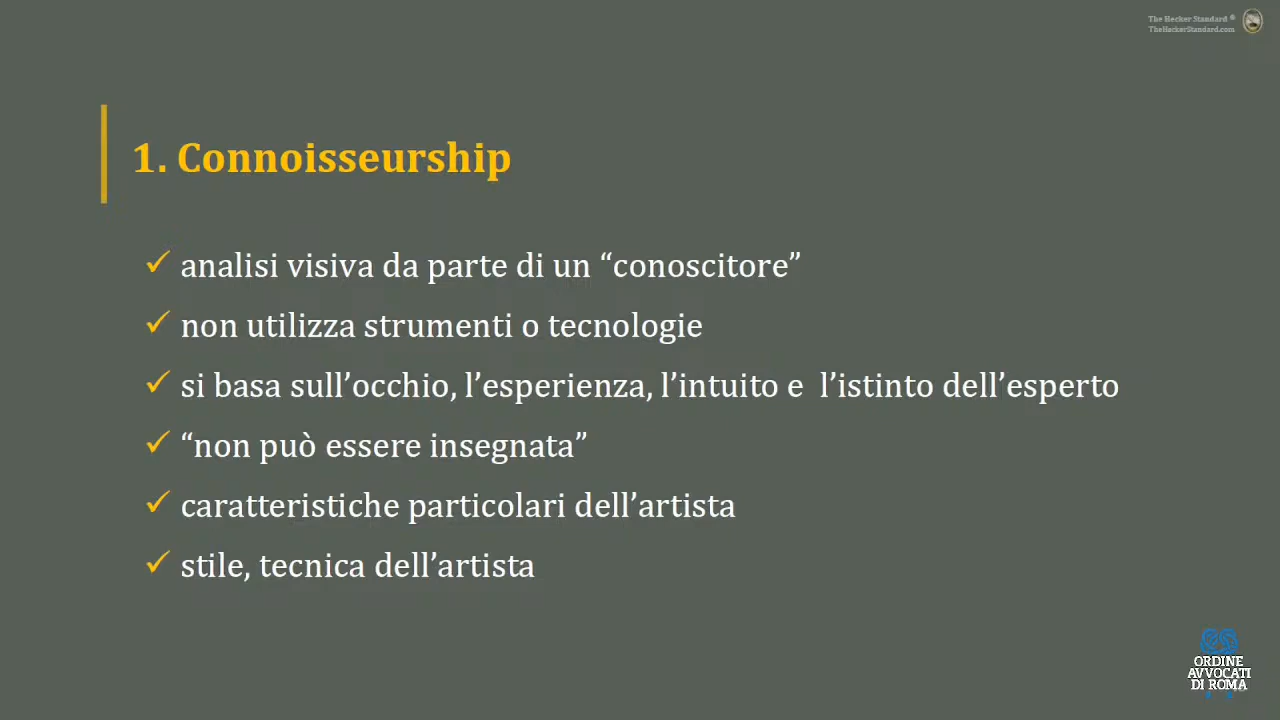 The Hecker Standard ®
TheHeckerStandard.com
1. Connoisseurship
✓ analisi visiva da parte di un “conoscitore”
✓ non utilizza strumenti o tecnologie
✓ si basa sull’occhio, l’esperienza, l’intuito e l’istinto dell’esperto
✓ “non può essere insegnata”
✓ caratteristiche particolari dell’artista
✓ stile, tecnica dell’artista
ORDINE
AVVOCATI
DI ROMA